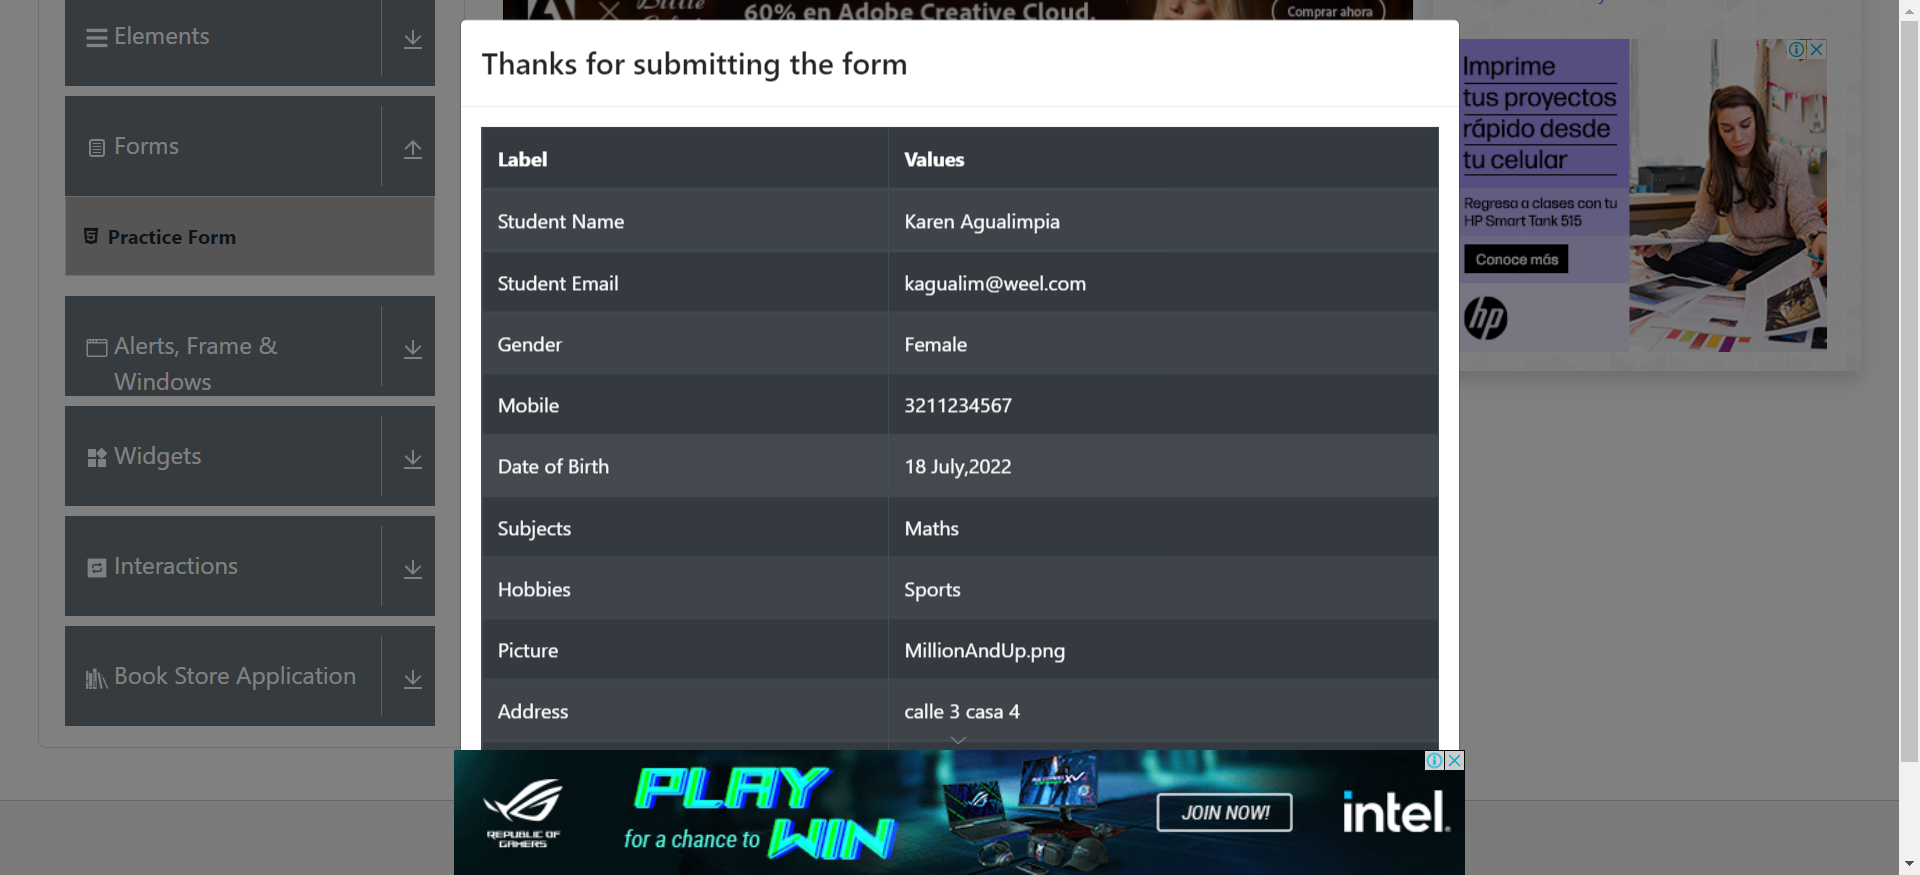 Elements
Forms
Practice Form
Alerts, Frame &
Windows
Widgets
Interactions
Book Store Application
60% en Adobe Creative Cloud.
Comprar ahora
Thanks for submitting the form
Label Values
Student Name Karen Agualimpia
Student Email kagualim@weel.com
Gender Female
Mobile 3211234567
Date of Birth 18 July,2022
Subjects Maths
Hobbies Sports
Picture MillionAndUp.png
Address calle 3 casa 4
Imprime
tus proyectos
rápido desde
tu celular
Regresa a clases con tu
HP Smart Tank 515
Conoce más
hp
REPUBLIC OF
GAMERS
PLAY
for a chance to WIN
JOIN NOW!
intel.